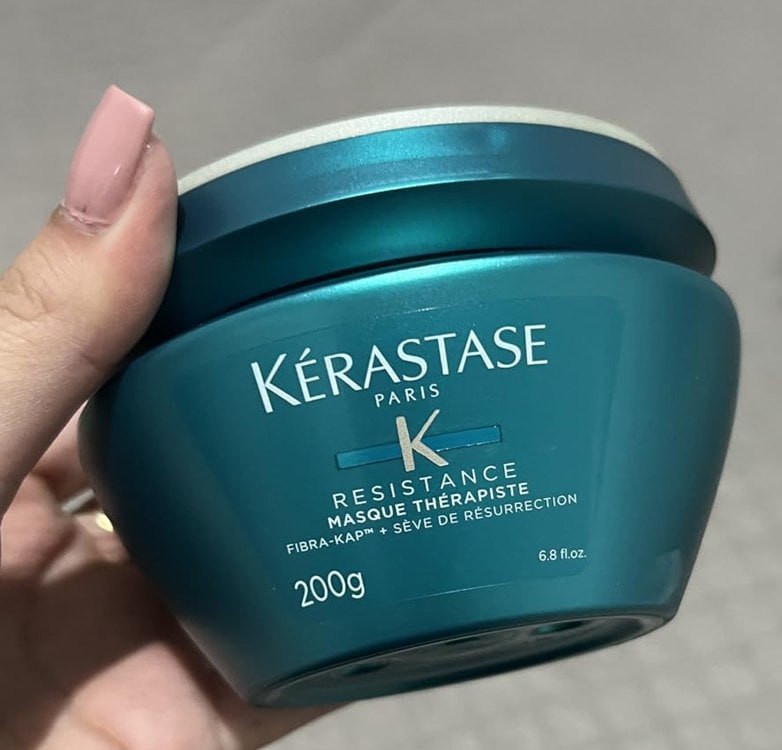 KÉRASTASE
PARIS
K
RESISTANCE
MASQUE THÉRAPISTE
FIBRA-KAP™ + SÈVE DE RÉSURRECTION
6.8 fl.oz.
200g